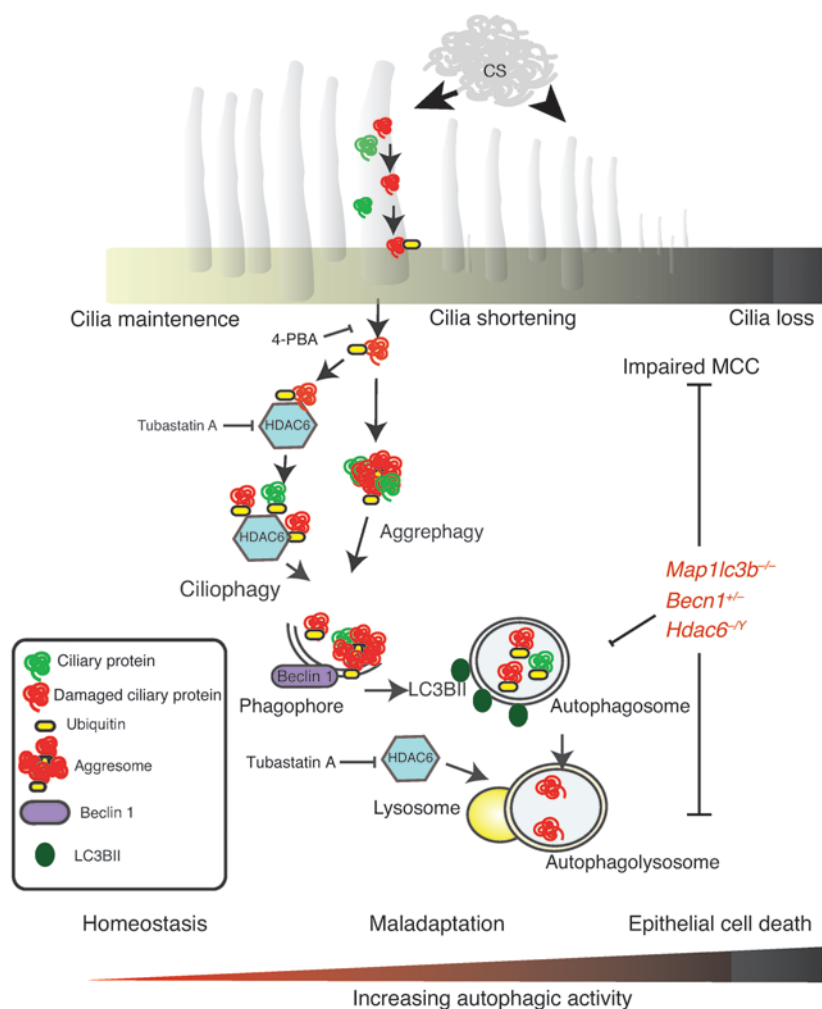 CS
Cilia maintenence
Cilia shortening
Cilia loss
4-PBA
Impaired MCC
Tubastatin A
HDAC6
HDAC6
Aggrephagy
Ciliophagy
Map1lc3b–/–
Becn1+/–
Hdac6–/Y
Ciliary protein
Damaged ciliary protein
Ubiquitin
Aggresome
Beclin 1
LC3BII
Beclin 1
Phagophore
LC3BII
Autophagosome
Tubastatin A
HDAC6
Lysosome
Autophagolysosome
Homeostasis
Maladaptation
Epithelial cell death
Increasing autophagic activity